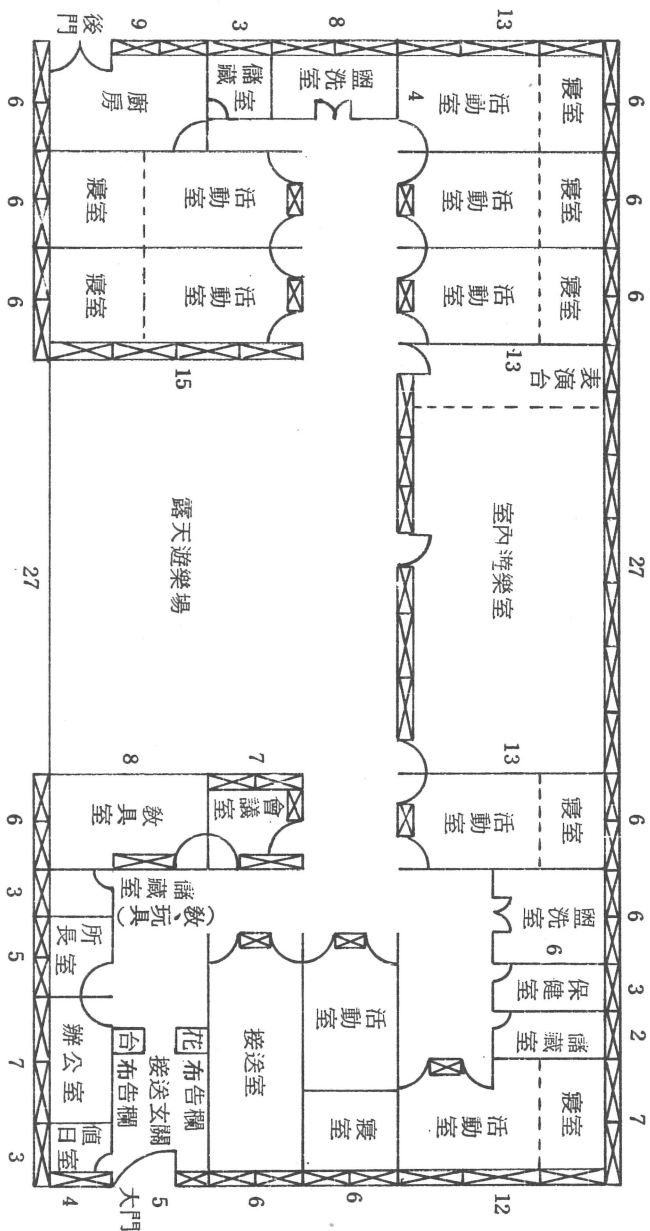 6
6
6
27
6
6
3
2
7
寢室
寢室
寢室
表演台
室內游樂室
寢室
盥洗室
保健室
儲藏室
寢室
13
13
13
6
12
4
活動室
活動室
活動室
活動室
活動室
8
盥洗室
活動室
寢室
6
3
儲藏室
活動室
活動室
15
露天遊樂場
7
會議室
接送室
6
9
廚房
寢室
寢室
8
教具室
儲藏室
(教、玩具)
花
台
布告欄
接送玄關
布告欄
5
大門
後門
所長室
辦公室
值日室
4
6
6
6
27
6
3
5
7
3